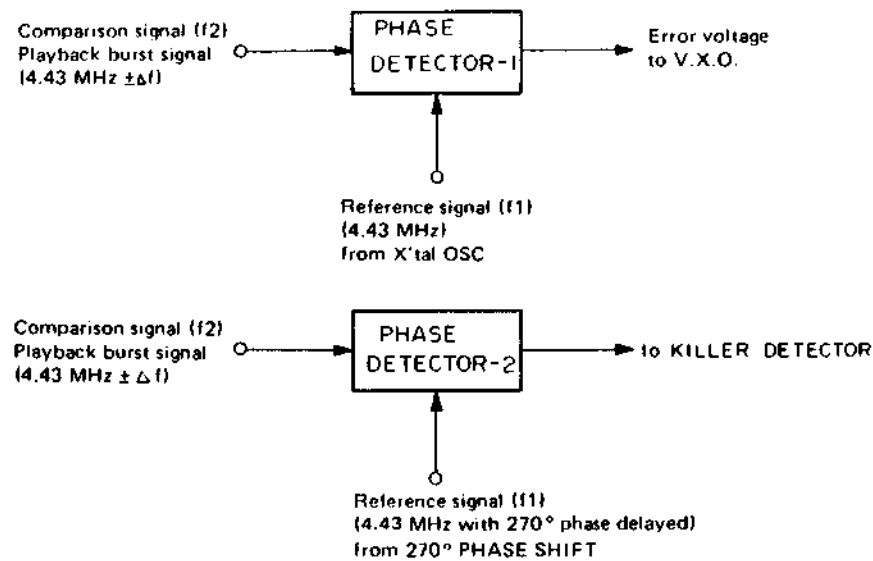 Comparison signal (f2)
Playback burst signal
(4.43 MHz ±Δf)
PHASE
DETECTOR-1
Error voltage
to V.X.O.
Reference signal (f1)
(4.43 MHz)
from X'tal OSC
Comparison signal (f2)
Playback burst signal
(4.43 MHz ± Δf)
PHASE
DETECTOR-2
to KILLER DETECTOR
Reference signal (f1)
(4.43 MHz with 270° phase delayed)
from 270° PHASE SHIFT